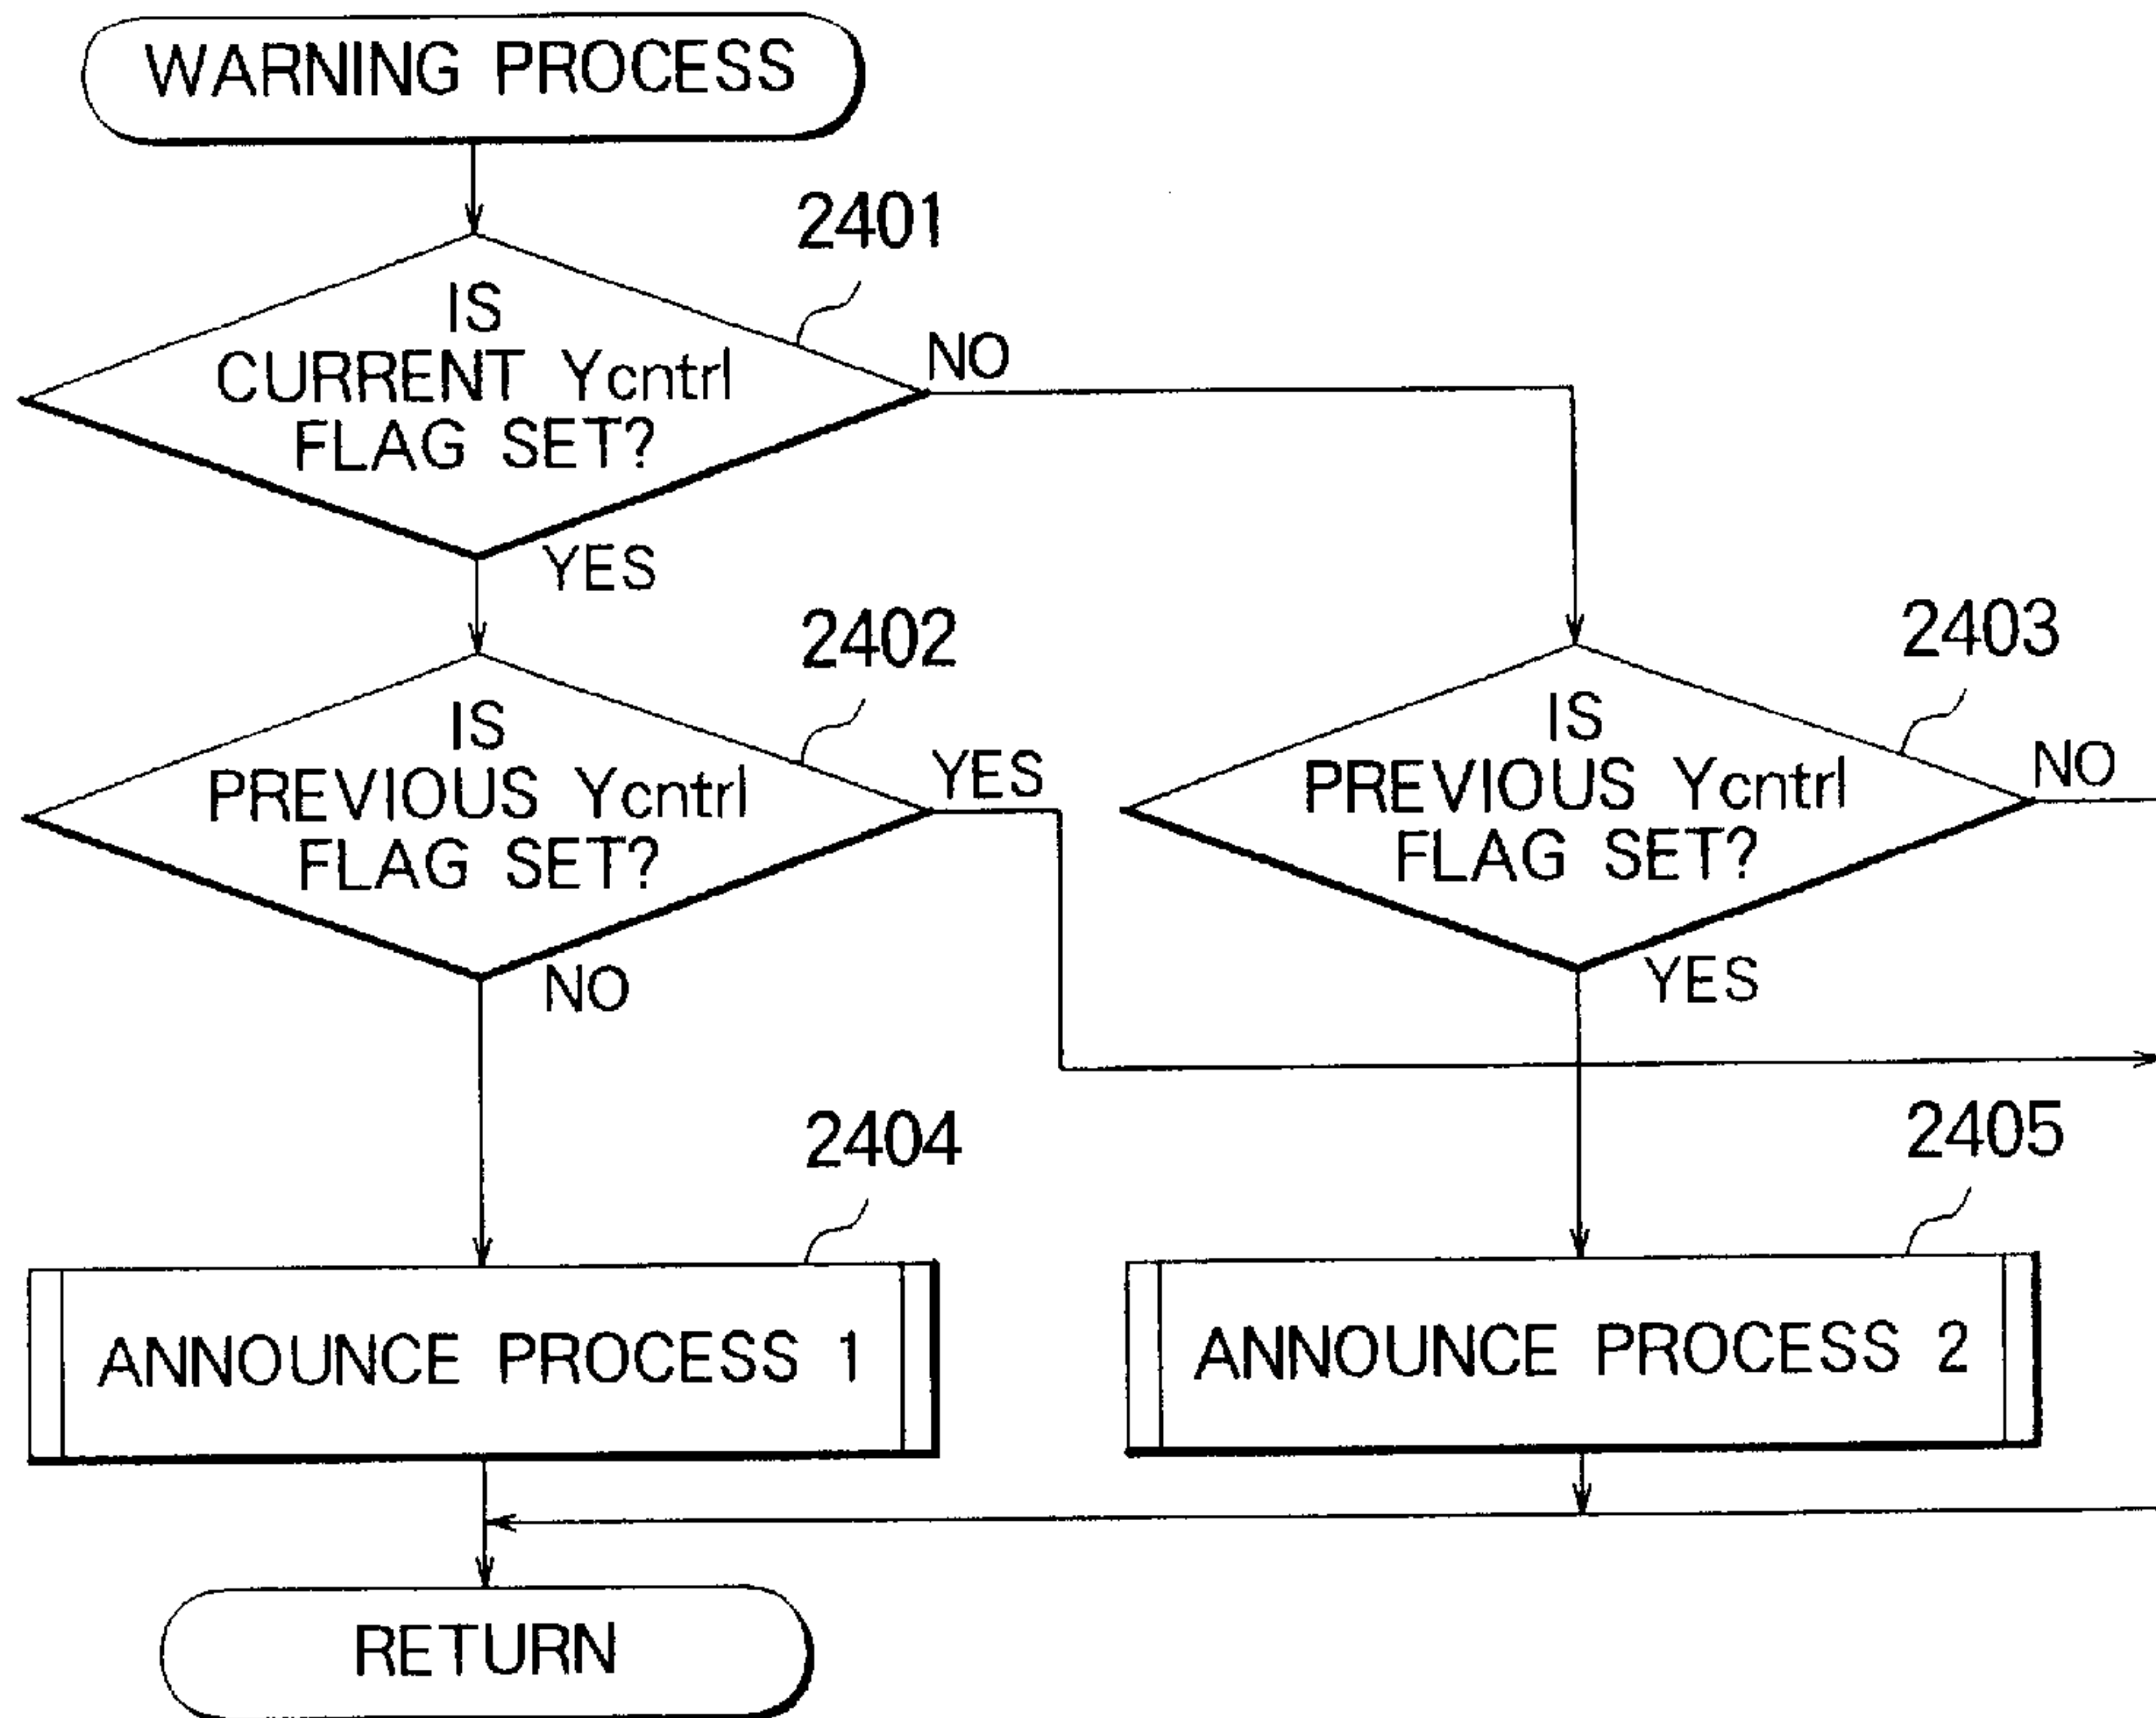 WARNING PROCESS
2401
IS
CURRENT Ycntrl
FLAG SET?
NO
YES
2402
IS
PREVIOUS Ycntrl
FLAG SET?
YES
NO
2403
IS
PREVIOUS Ycntrl
FLAG SET?
NO
YES
2404
ANNOUNCE PROCESS 1
2405
ANNOUNCE PROCESS 2
RETURN